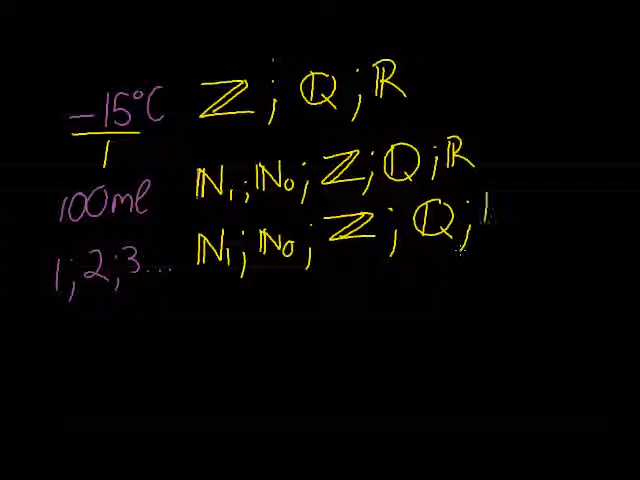 -15°C ℤ ; ℚ ; ℝ
1
100ml ℕ₁ ; ℕ₀ ; ℤ ; ℚ ; ℝ
1 ; 2 ; 3 ... ℕ₁ ; ℕ₀ ; ℤ ; ℚ ;